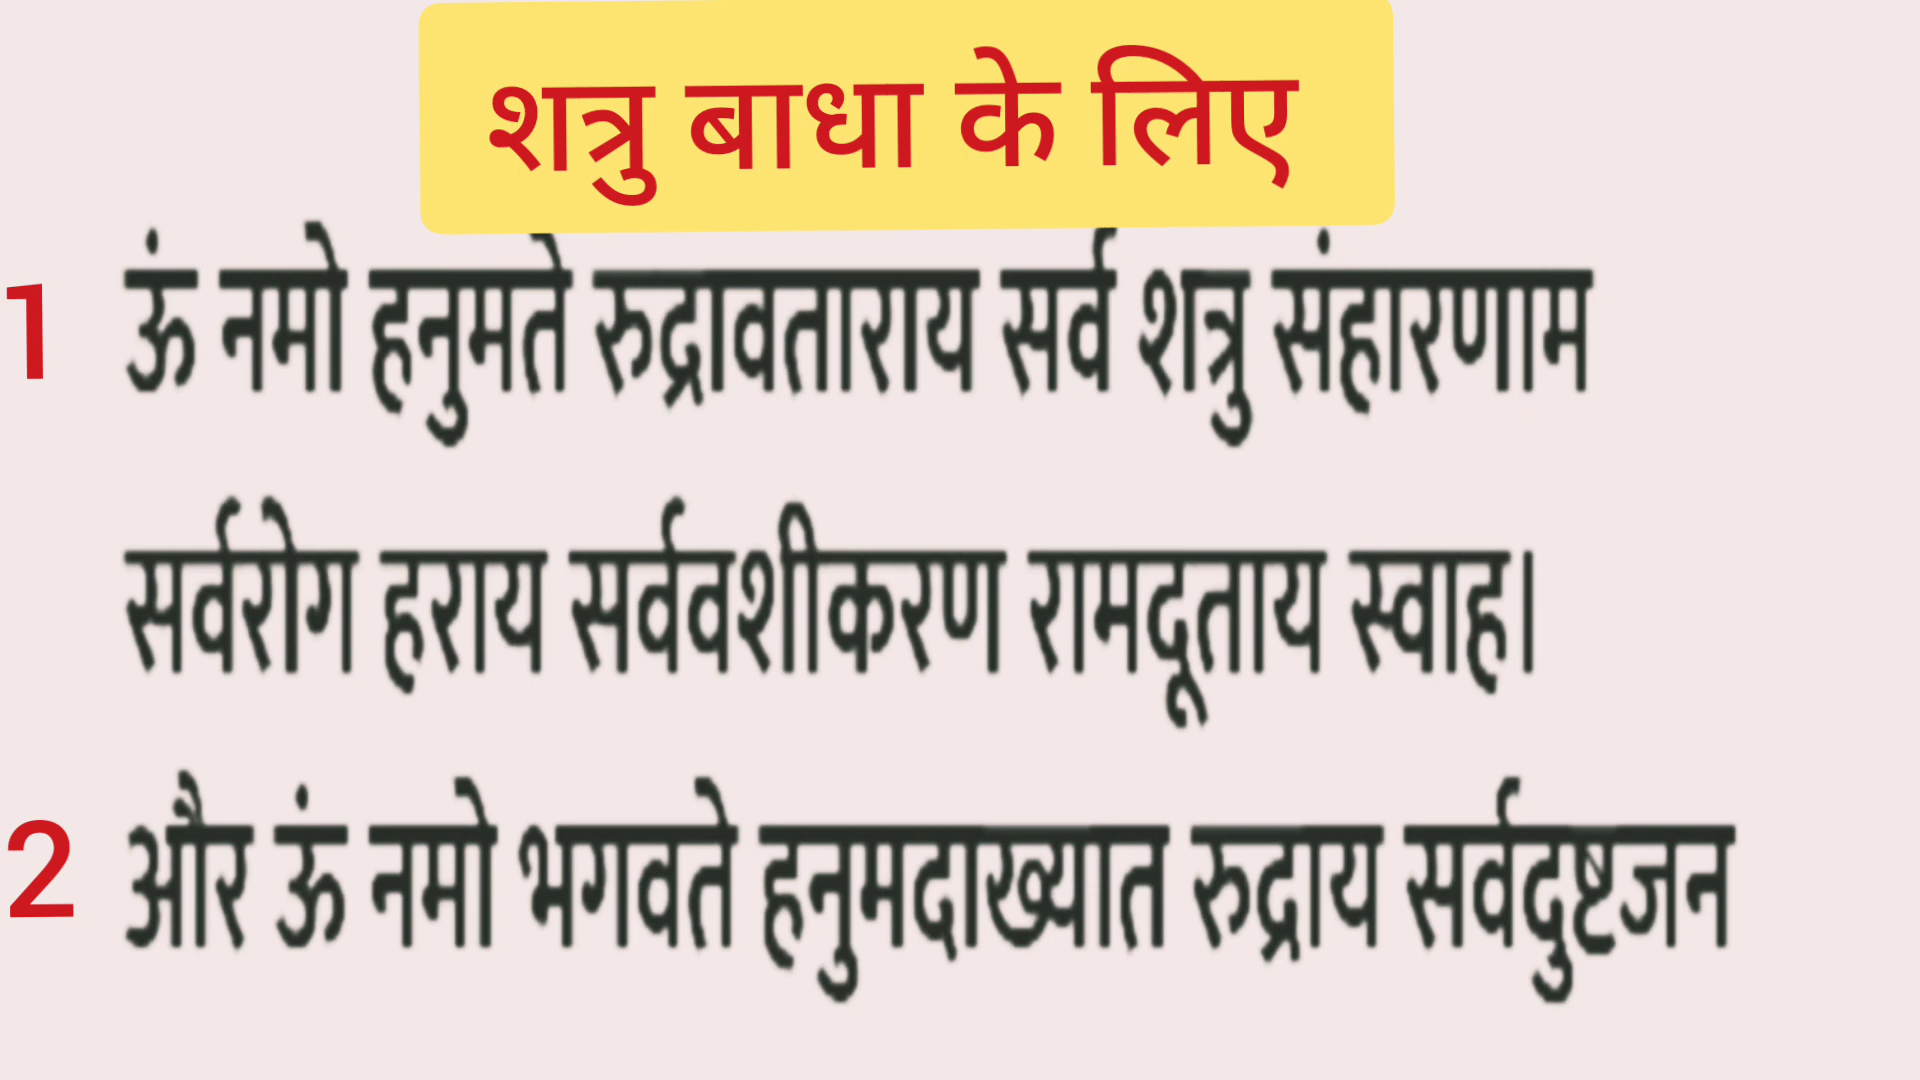 शत्रु बाधा के लिए
1 ऊं नमो हनुमते रुद्रावताराय सर्व शत्रु संहारणाम
सर्वरोग हराय सर्ववशीकरण रामदूताय स्वाह।
2 और ऊं नमो भगवते हनुमदाख्यात रुद्राय सर्वदुष्टजन